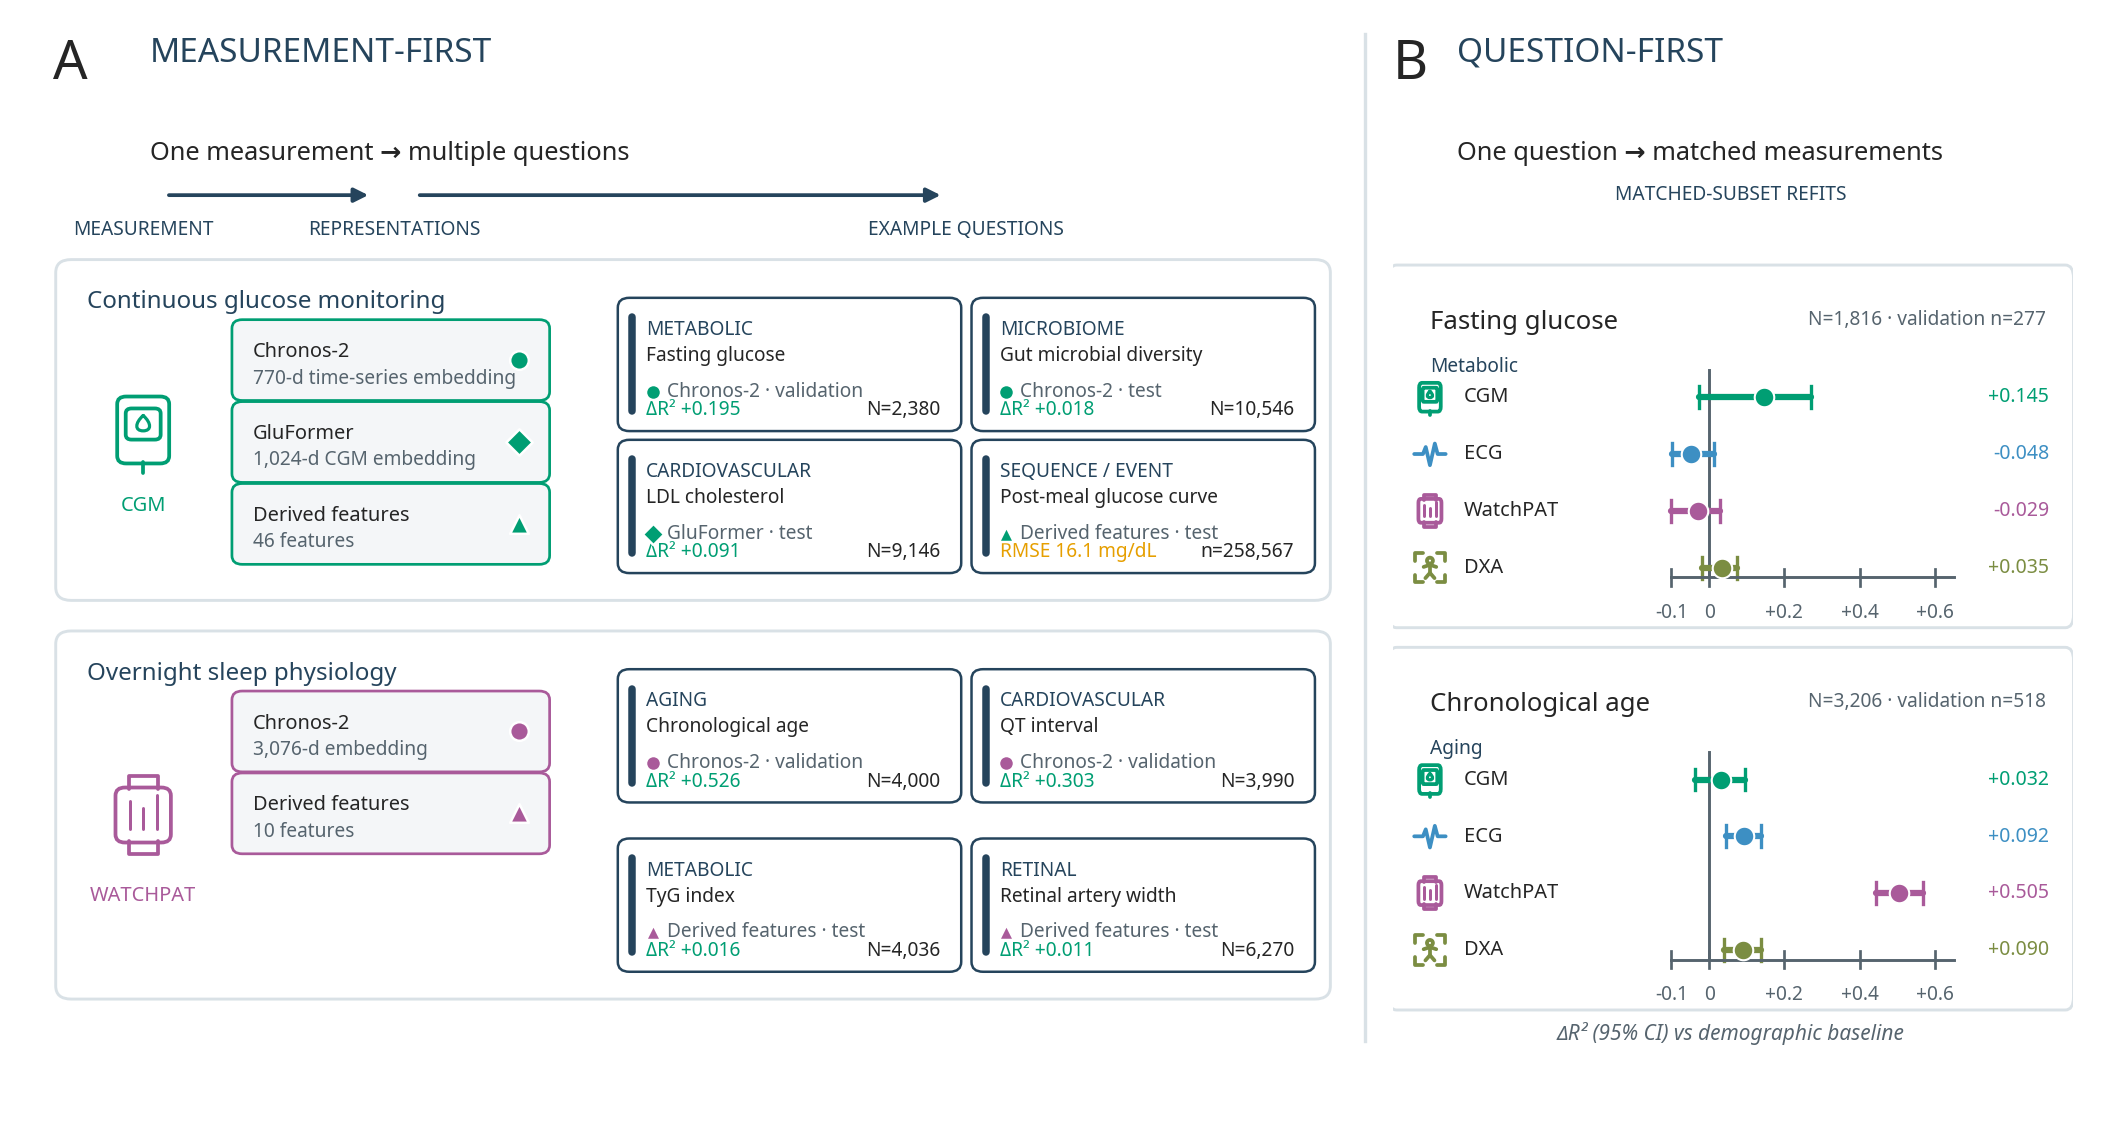 A
MEASUREMENT-FIRST
One measurement → multiple questions
MEASUREMENT
REPRESENTATIONS
EXAMPLE QUESTIONS
Continuous glucose monitoring
CGM
Chronos-2
770-d time-series embedding
GluFormer
1,024-d CGM embedding
Derived features
46 features
METABOLIC
Fasting glucose
Chronos-2 · validation
ΔR² +0.195 N=2,380
MICROBIOME
Gut microbial diversity
Chronos-2 · test
ΔR² +0.018 N=10,546
CARDIOVASCULAR
LDL cholesterol
GluFormer · test
ΔR² +0.091 N=9,146
SEQUENCE / EVENT
Post-meal glucose curve
Derived features · test
RMSE 16.1 mg/dL n=258,567
Overnight sleep physiology
WATCHPAT
Chronos-2
3,076-d embedding
Derived features
10 features
AGING
Chronological age
Chronos-2 · validation
ΔR² +0.526 N=4,000
CARDIOVASCULAR
QT interval
Chronos-2 · validation
ΔR² +0.303 N=3,990
METABOLIC
TyG index
Derived features · test
ΔR² +0.016 N=4,036
RETINAL
Retinal artery width
Derived features · test
ΔR² +0.011 N=6,270
B
QUESTION-FIRST
One question → matched measurements
MATCHED-SUBSET REFITS
Fasting glucose N=1,816 · validation n=277
Metabolic
CGM +0.145
ECG -0.048
WatchPAT -0.029
DXA +0.035
-0.1 0 +0.2 +0.4 +0.6
Chronological age N=3,206 · validation n=518
Aging
CGM +0.032
ECG +0.092
WatchPAT +0.505
DXA +0.090
-0.1 0 +0.2 +0.4 +0.6
ΔR² (95% CI) vs demographic baseline